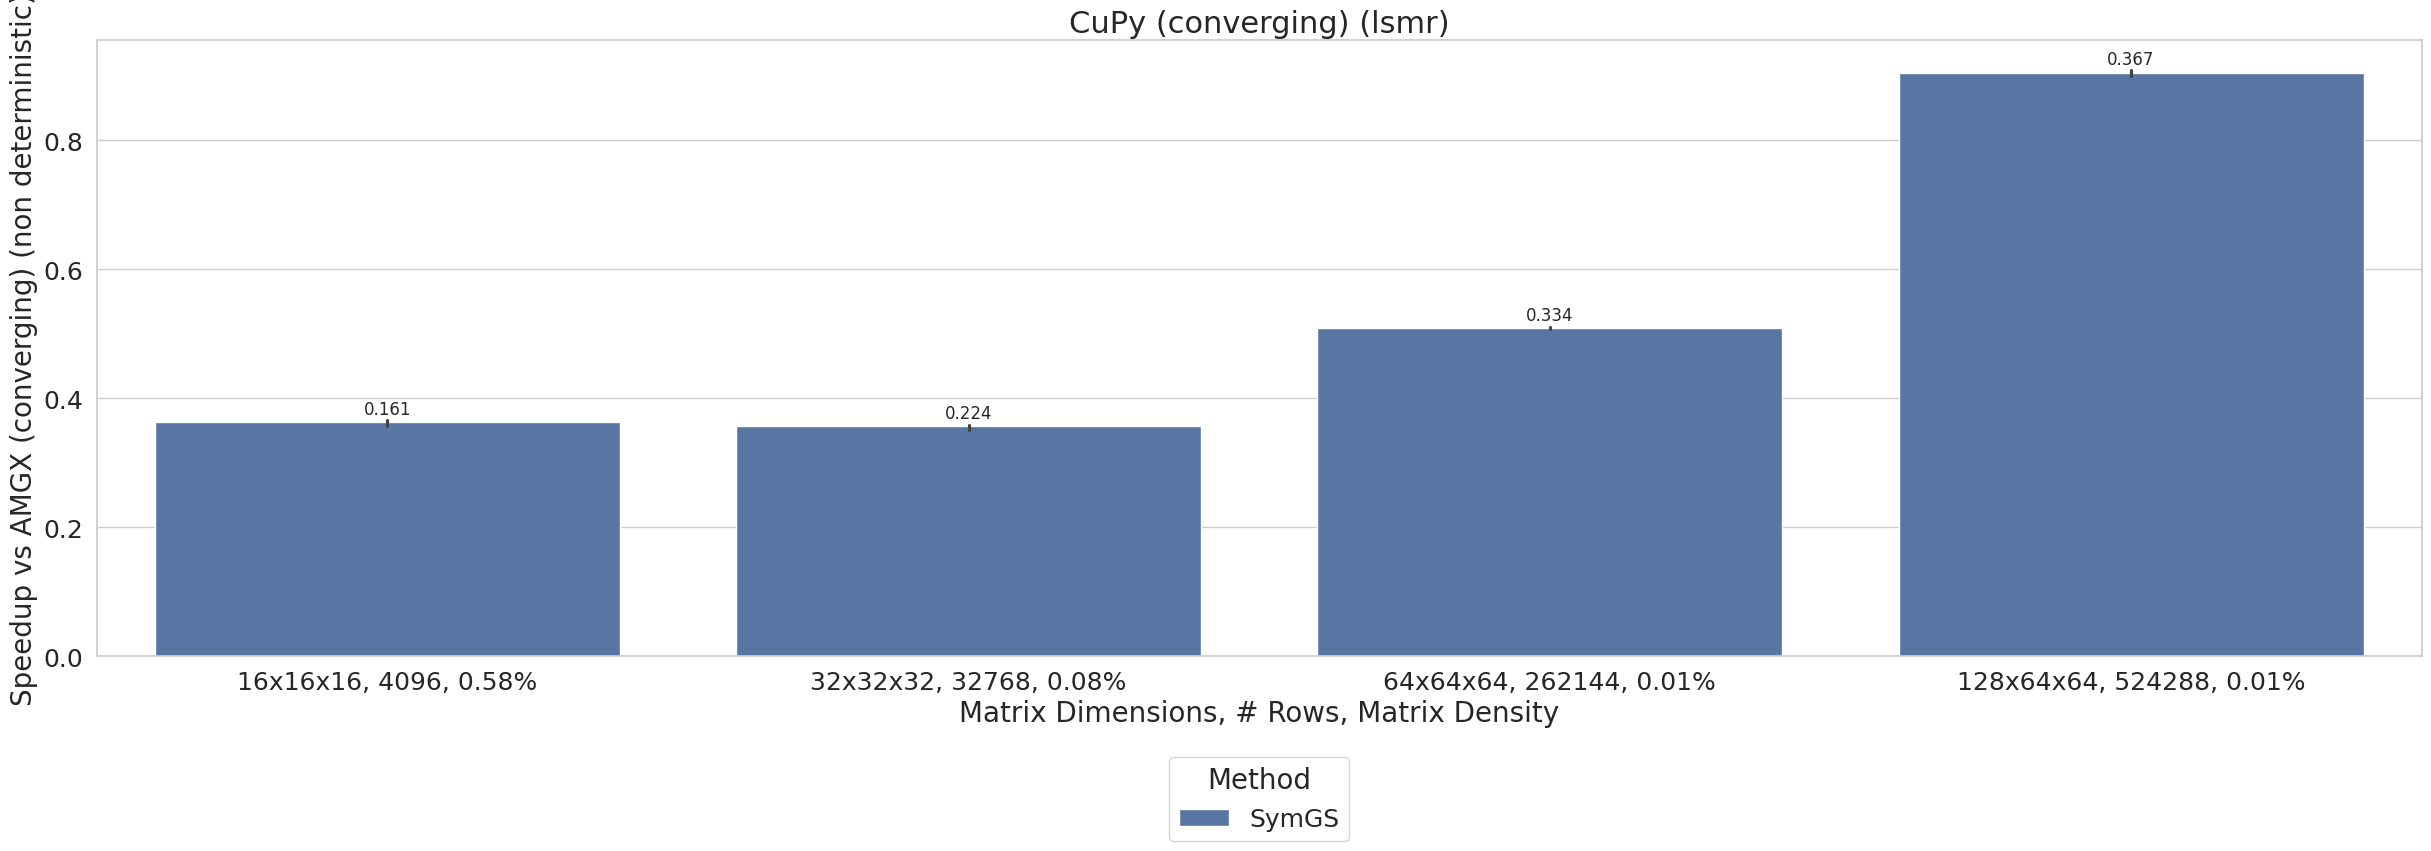 CuPy (converging) (lsmr)
Speedup vs AMGX (converging) (non deterministic)
0.8
0.6
0.4
0.2
0.0
0.161
0.224
0.334
0.367
16x16x16, 4096, 0.58%
32x32x32, 32768, 0.08%
64x64x64, 262144, 0.01%
128x64x64, 524288, 0.01%
Matrix Dimensions, # Rows, Matrix Density
Method
SymGS